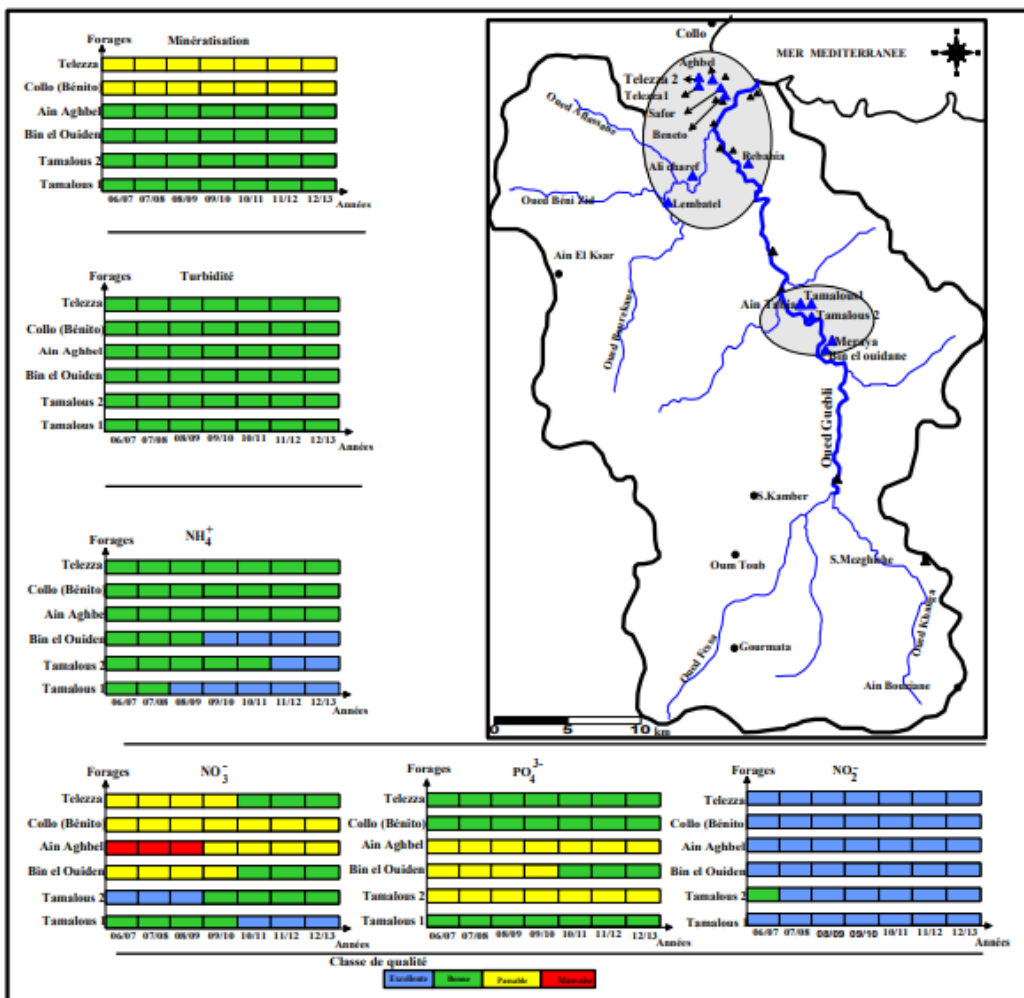 Forages Minératisation
Telezza
Collo (Bénito)
Ain Aghbel
Bin el Ouiden
Tamalous 2
Tamalous 1
06/07 07/08 08/09 09/10 10/11 11/12 12/13 Années
Forages Turbidité
Telezza
Collo (Bénito)
Ain Aghbel
Bin el Ouiden
Tamalous 2
Tamalous 1
06/07 07/08 08/09 09/10 10/11 11/12 12/13
Années
Forages NH4+
Telezza
Collo (Bénito)
Ain Aghbe
Bin el Ouiden
Tamalous 2
Tamalous 1
06/07 07/08 08/09 09/10 10/11 11/12 12/13
Années
Collo
MER MEDITERRANEE
Aghbel
Telezza 2
Telezza1
Safor
Beneto
Rebahia
Ali charef
Lembatel
Oued Béni Zid
Ain El Ksar
Tamalous1
Tamalous 2
Meraya
Bin el ouidane
Oued Guebli
S.Kamber
Oum Toub
S.Mezghiche
Oued Khanga
Gourmata
Oued Fessa
Ain Bouziane
0 5 10 km
Forages NO3-
Telezza
Collo (Bénito)
Ain Aghbel
Bin el Ouiden
Tamalous 2
Tamalous 1
06/07 07/08 08/09 09/10 10/11 11/12 12/13
Années
Forages PO4 3-
Telezza
Collo (Bénito)
Ain Aghbel
Bin el Ouiden
Tamalous 2
Tamalous 1
06/07 07/08 08/09 09/10 10/11 11/12 12/13
Années
Forages NO2-
Telezza
Collo (Bénito)
Ain Aghbel
Bin el Ouiden
Tamalous 2
Tamalous 1
06/07 07/08 08/09 09/10 10/11 11/12 12/13
Années
Classe de qualité
Excellente Bonne Passable Mauvaise